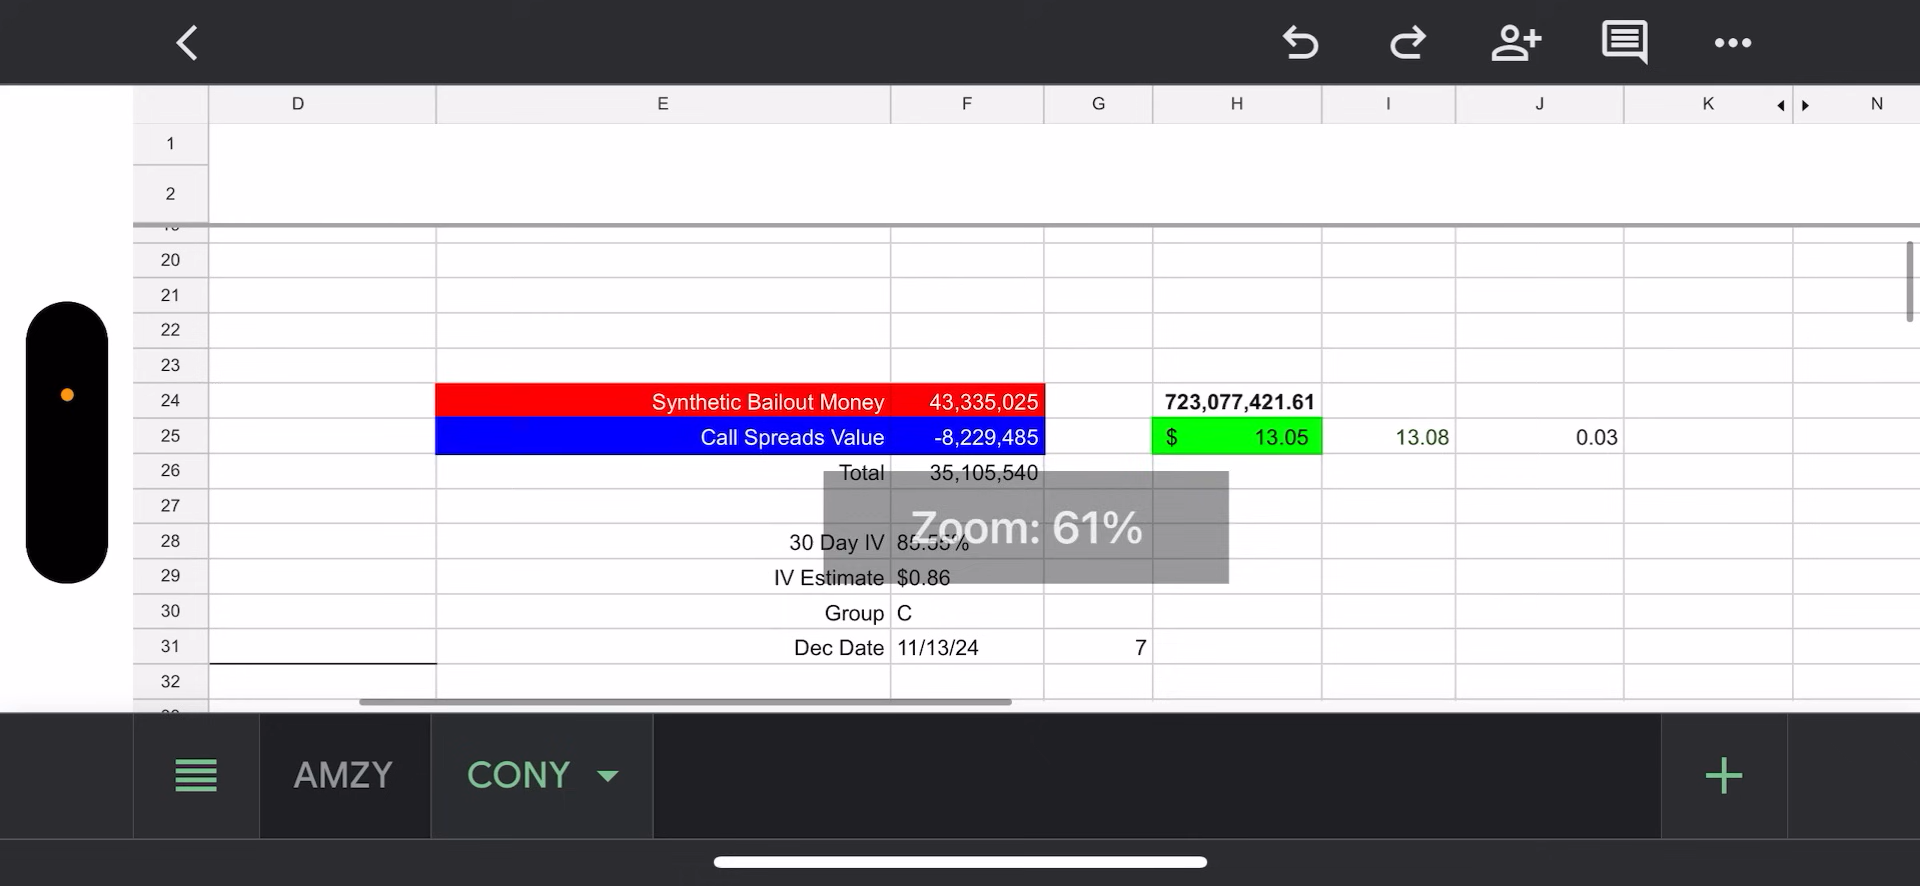 D E F G H I J K N
1
2
20
21
22
23
24 Synthetic Bailout Money 43,335,025 723,077,421.61
25 Call Spreads Value -8,229,485 $ 13.05 13.08 0.03
26 Total 35,105,540
27
Zoom: 61%
28 30 Day IV 85.55%
29 IV Estimate $0.86
30 Group C
31 Dec Date 11/13/24 7
32
AMZY CONY